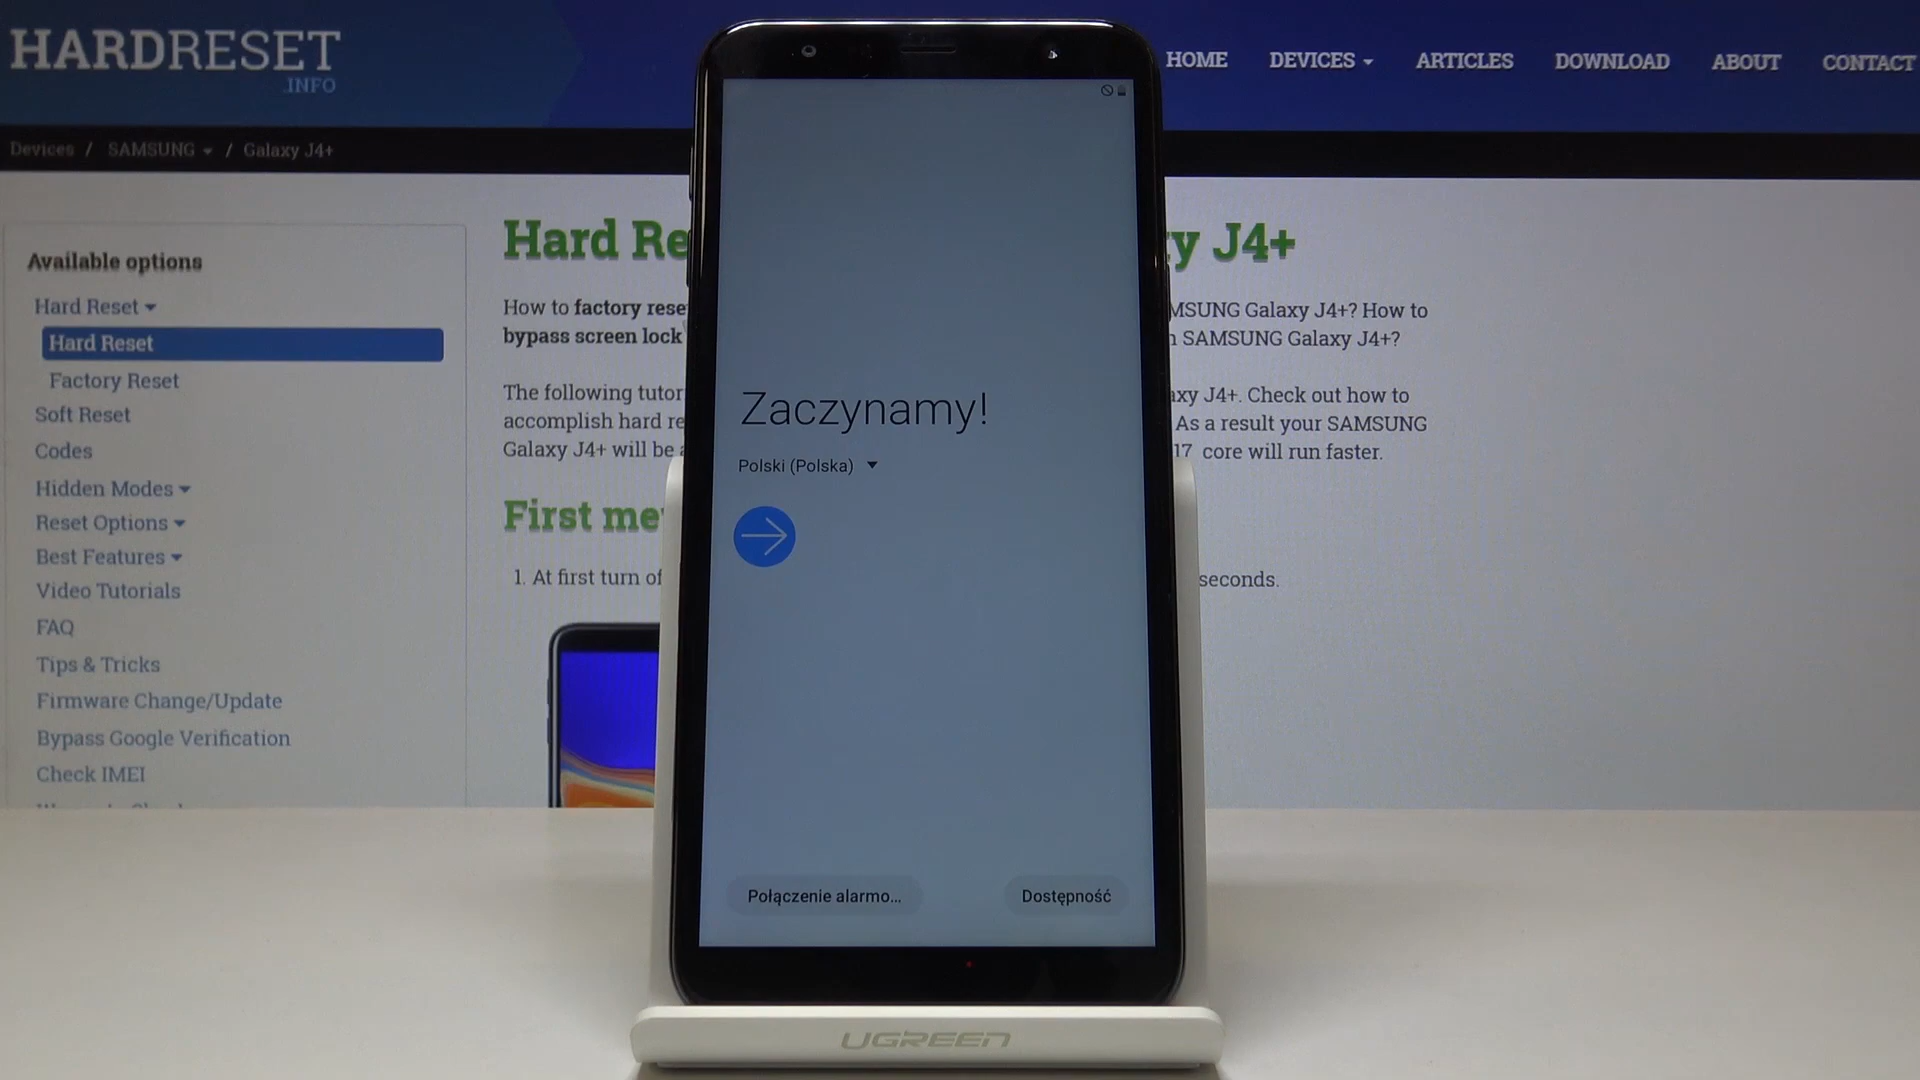 HARDRESET
.INFO
HOME DEVICES ARTICLES DOWNLOAD ABOUT CONTACT
Devices / SAMSUNG / Galaxy J4+
Available options
Hard Reset
Hard Reset
Factory Reset
Soft Reset
Codes
Hidden Modes
Reset Options
Best Features
Video Tutorials
FAQ
Tips & Tricks
Firmware Change/Update
Bypass Google Verification
Check IMEI
Hard Re y J4+
How to factory rese MSUNG Galaxy J4+? How to
bypass screen lock SAMSUNG Galaxy J4+?
The following tutor axy J4+. Check out how to
accomplish hard re As a result your SAMSUNG
Galaxy J4+ will be 17 core will run faster.
First me
1. At first turn of seconds.
Zaczynamy!
Polski (Polska)
Połączenie alarmo...
Dostępność
UGREEN